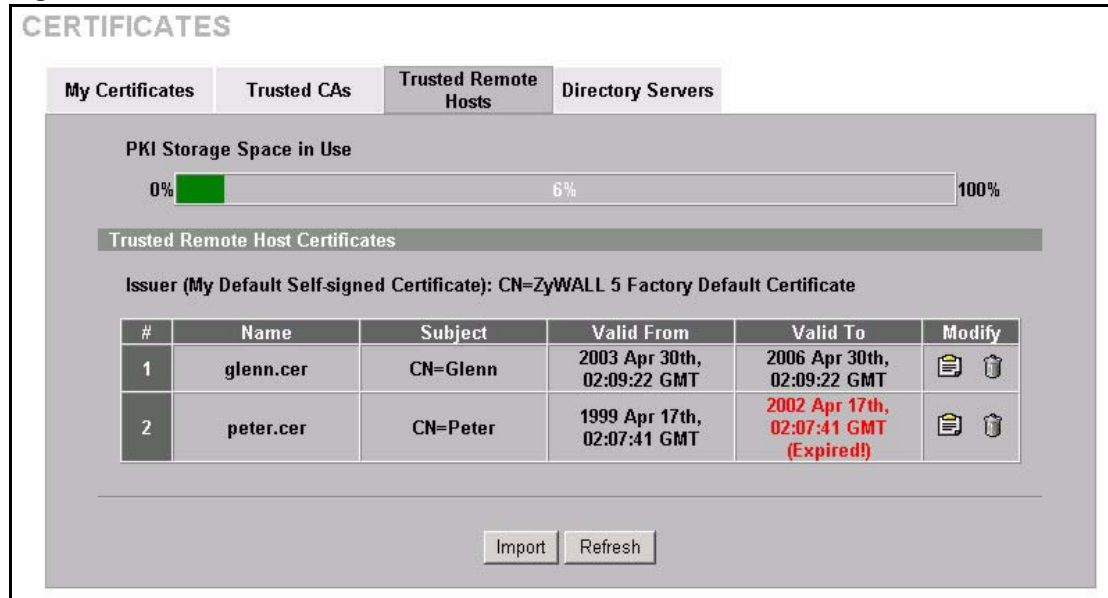 CERTIFICATES
My Certificates
Trusted CAs
Trusted Remote
Hosts
Directory Servers
PKI Storage Space in Use
0%
6%
100%
Trusted Remote Host Certificates
Issuer (My Default Self-signed Certificate): CN=ZyWALL 5 Factory Default Certificate
# Name Subject Valid From Valid To Modify
1 glenn.cer CN=Glenn 2003 Apr 30th, 2006 Apr 30th,
02:09:22 GMT 02:09:22 GMT
2 peter.cer CN=Peter 1999 Apr 17th, 2002 Apr 17th,
02:07:41 GMT 02:07:41 GMT
(Expired!)
Import Refresh